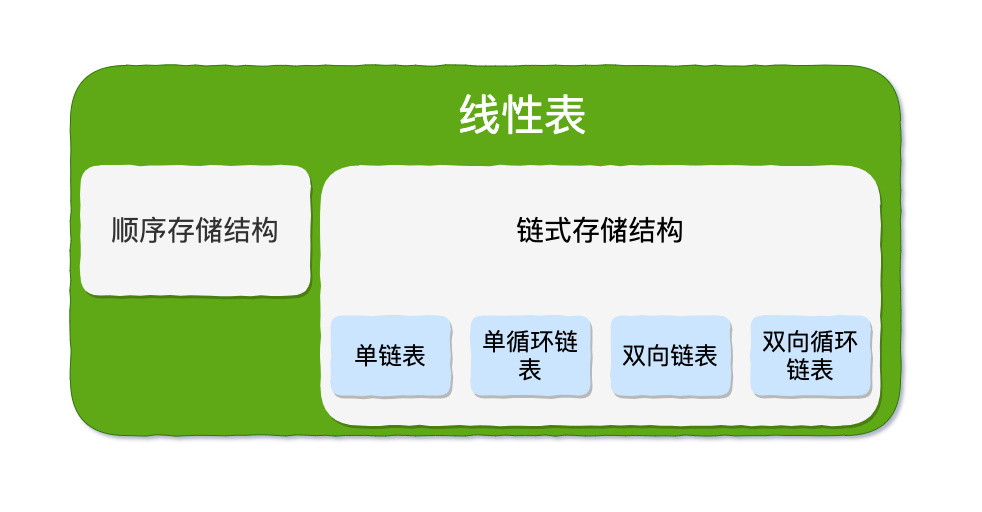 线性表
顺序存储结构
链式存储结构
单链表
单循环链
表
双向链表
双向循环
链表